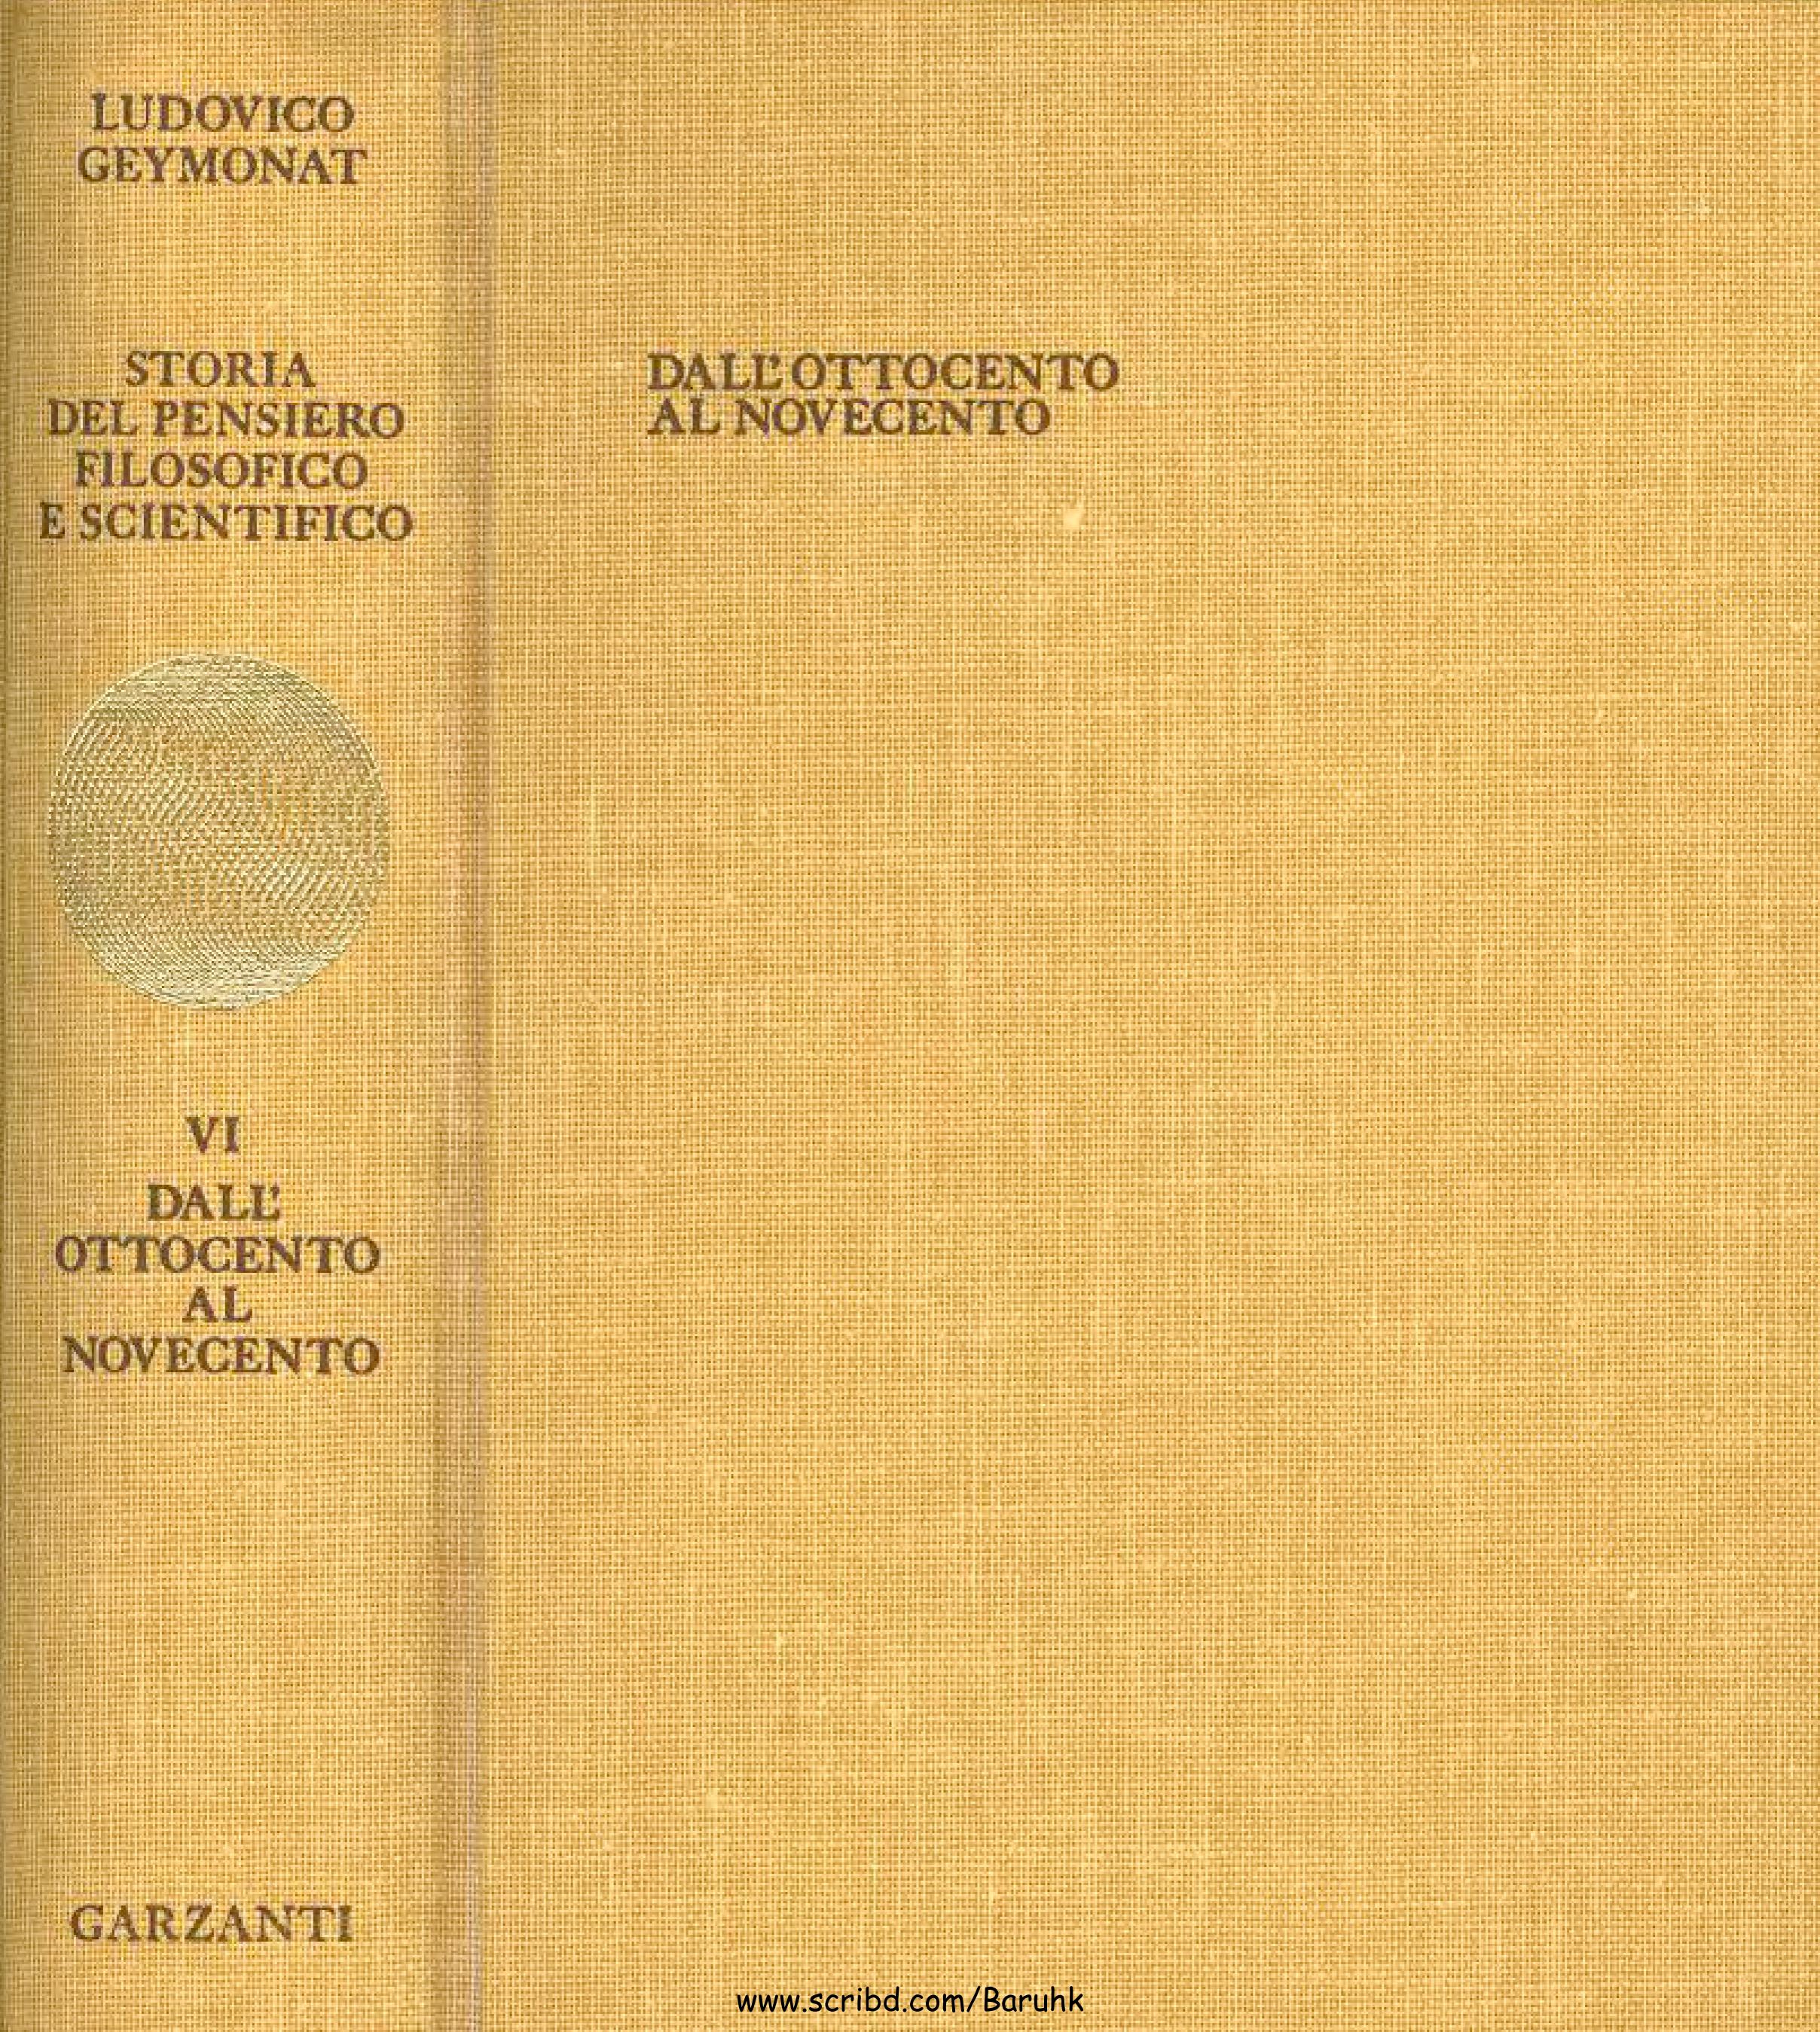 LUDOVICO
GEYMONAT
STORIA
DEL PENSIERO
FILOSOFICO
E SCIENTIFICO
VI
DALL'
OTTOCENTO
AL
NOVECENTO
GARZANTI
DALL'OTTOCENTO
AL NOVECENTO
www.scribd.com/Baruhk